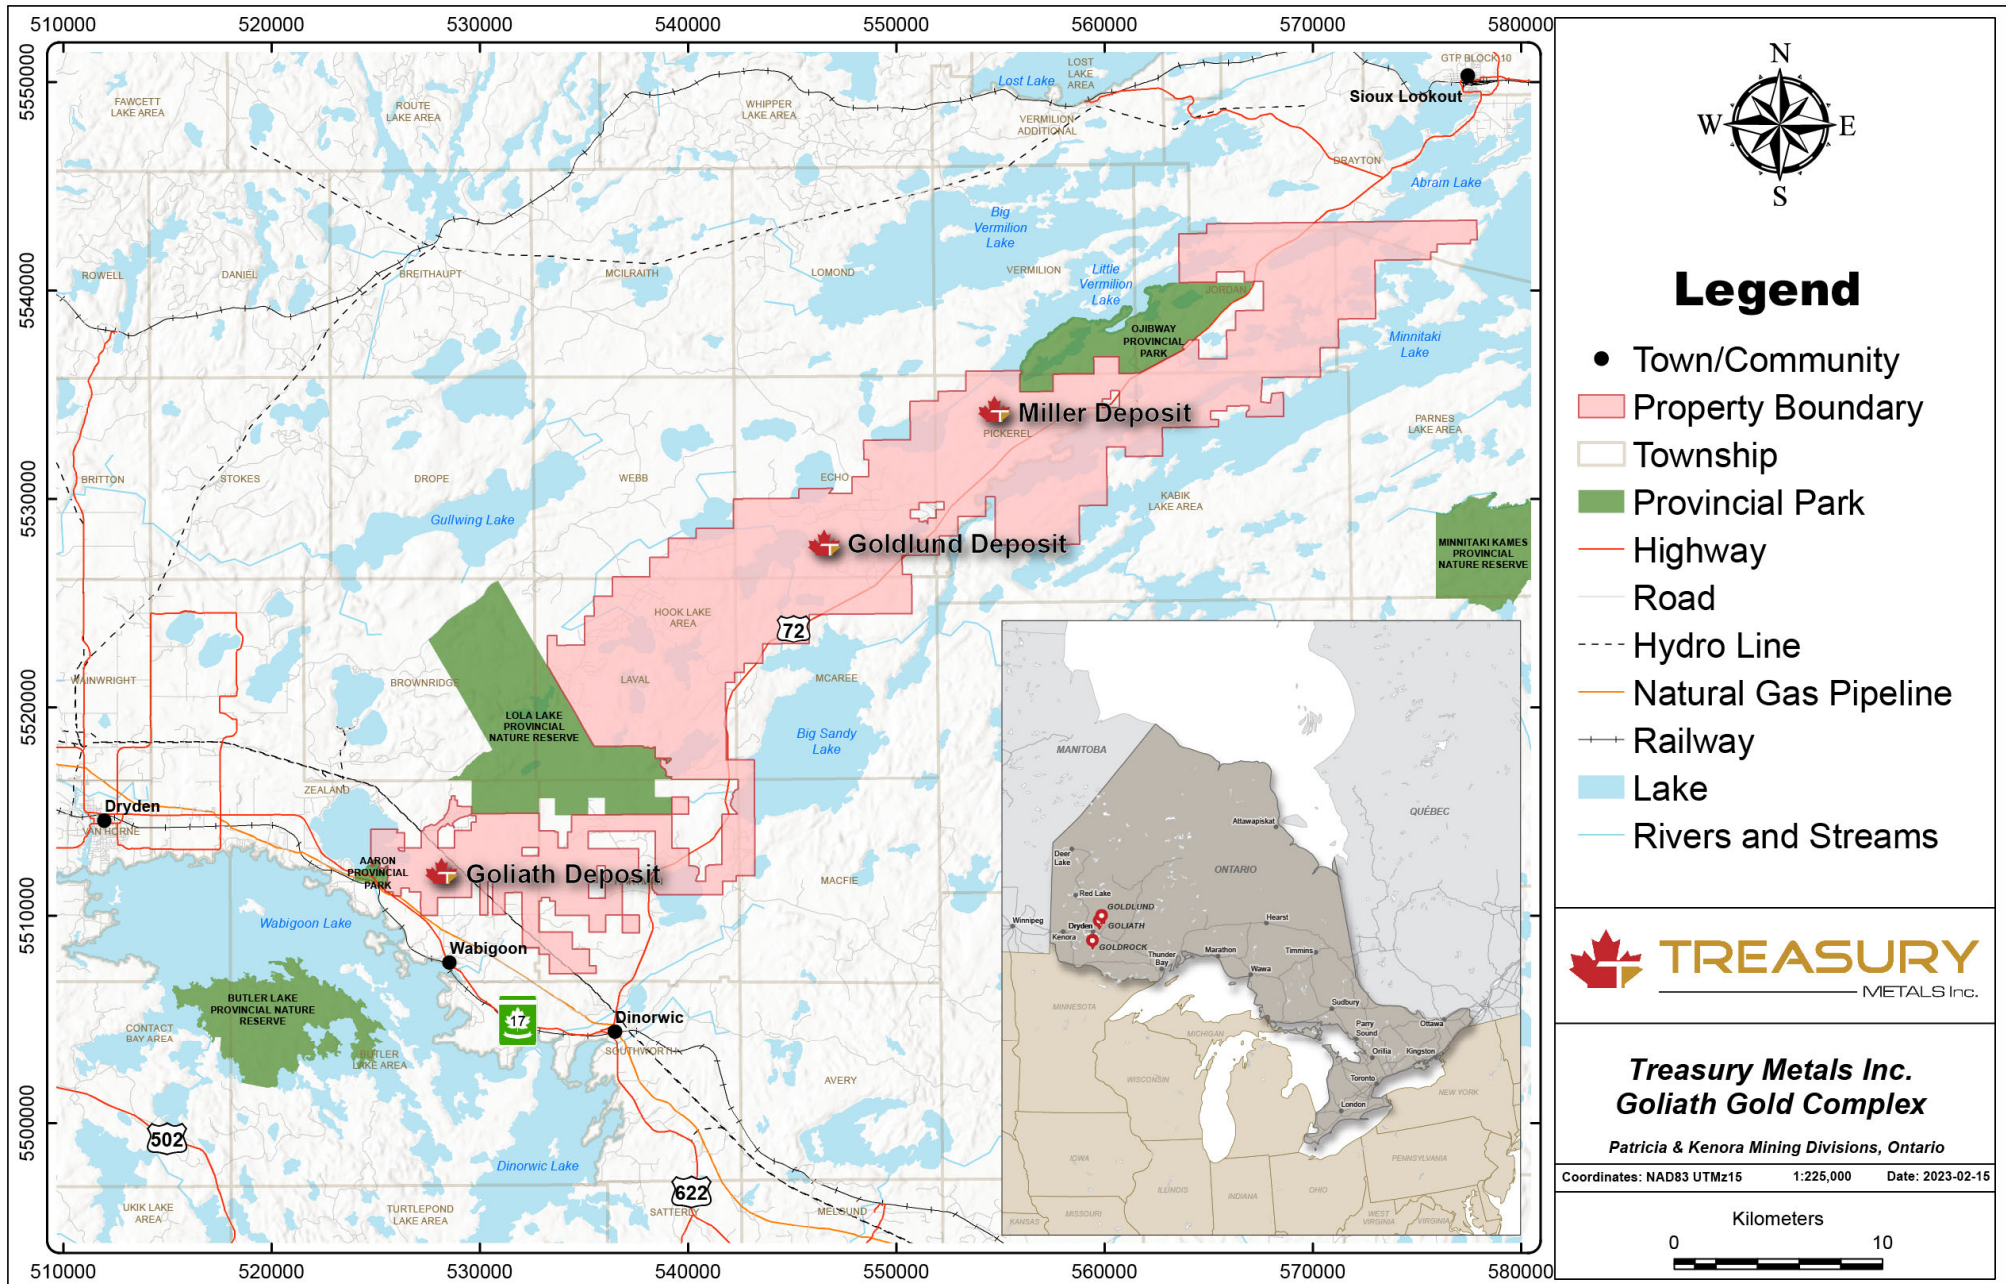 510000 520000 530000 540000 550000 560000 570000 580000
5550000
5540000
5530000
5520000
5510000
5500000
FAWCETT
LAKE AREA
ROUTE
LAKE AREA
WHIPPER
LAKE AREA
Lost Lake
LOST
LAKE
AREA
VERMILION
ADDITIONAL
GTP BLOCK 10
Sioux Lookout
DRAYTON
Abram Lake
Big
Vermilion
Lake
ROWELL
DANIEL
BREITHAUPT
MCILRAITH
LOMOND
VERMILION
Little
Vermilion
Lake
JORDAN
OJIBWAY
PROVINCIAL
PARK
Minnitaki
Lake
Miller Deposit
PICKEREL
PARNES
LAKE AREA
BRITTON
STOKES
DROPE
WEBB
ECHO
KABIK
LAKE AREA
Gullwing Lake
Goldlund Deposit
MINNITAKI KAMES
PROVINCIAL
NATURE RESERVE
HOOK LAKE
AREA
72
WAINWRIGHT
BROWNRIDGE
LAVAL
MCAREE
LOLA LAKE
PROVINCIAL
NATURE RESERVE
Big Sandy
Lake
ZEALAND
Dryden
VAN HORNE
AARON
PROVINCIAL
PARK
Goliath Deposit
MACFIE
Wabigoon Lake
Wabigoon
BUTLER LAKE
PROVINCIAL NATURE
RESERVE
17
Dinorwic
CONTACT
BAY AREA
BUTLER
LAKE AREA
SOUTHWORTH
AVERY
502
Dinorwic Lake
622
UKIK LAKE
AREA
TURTLEPOND
LAKE AREA
SATTERLY
MELGUND
510000 520000 530000 540000 550000 560000 570000 580000
MANITOBA
QUÉBEC
Attawapiskat
Deer
Lake
ONTARIO
Red Lake
GOLDLUND
Winnipeg
Dryden
GOLIATH
Hearst
Kenora
GOLDROCK
Thunder
Bay
Marathon
Timmins
Wawa
MINNESOTA
Sudbury
MICHIGAN
Parry
Sound
Ottawa
Orillia
Kingston
WISCONSIN
Toronto
NEW YORK
London
IOWA
PENNSYLVANIA
ILLINOIS
INDIANA
OHIO
KANSAS
MISSOURI
WEST
VIRGINIA
VIRGINIA
N
W E
S
Legend
Town/Community
Property Boundary
Township
Provincial Park
Highway
Road
Hydro Line
Natural Gas Pipeline
Railway
Lake
Rivers and Streams
TREASURY
METALS Inc.
Treasury Metals Inc.
Goliath Gold Complex
Patricia & Kenora Mining Divisions, Ontario
Coordinates: NAD83 UTMz15 1:225,000 Date: 2023-02-15
Kilometers
0 10